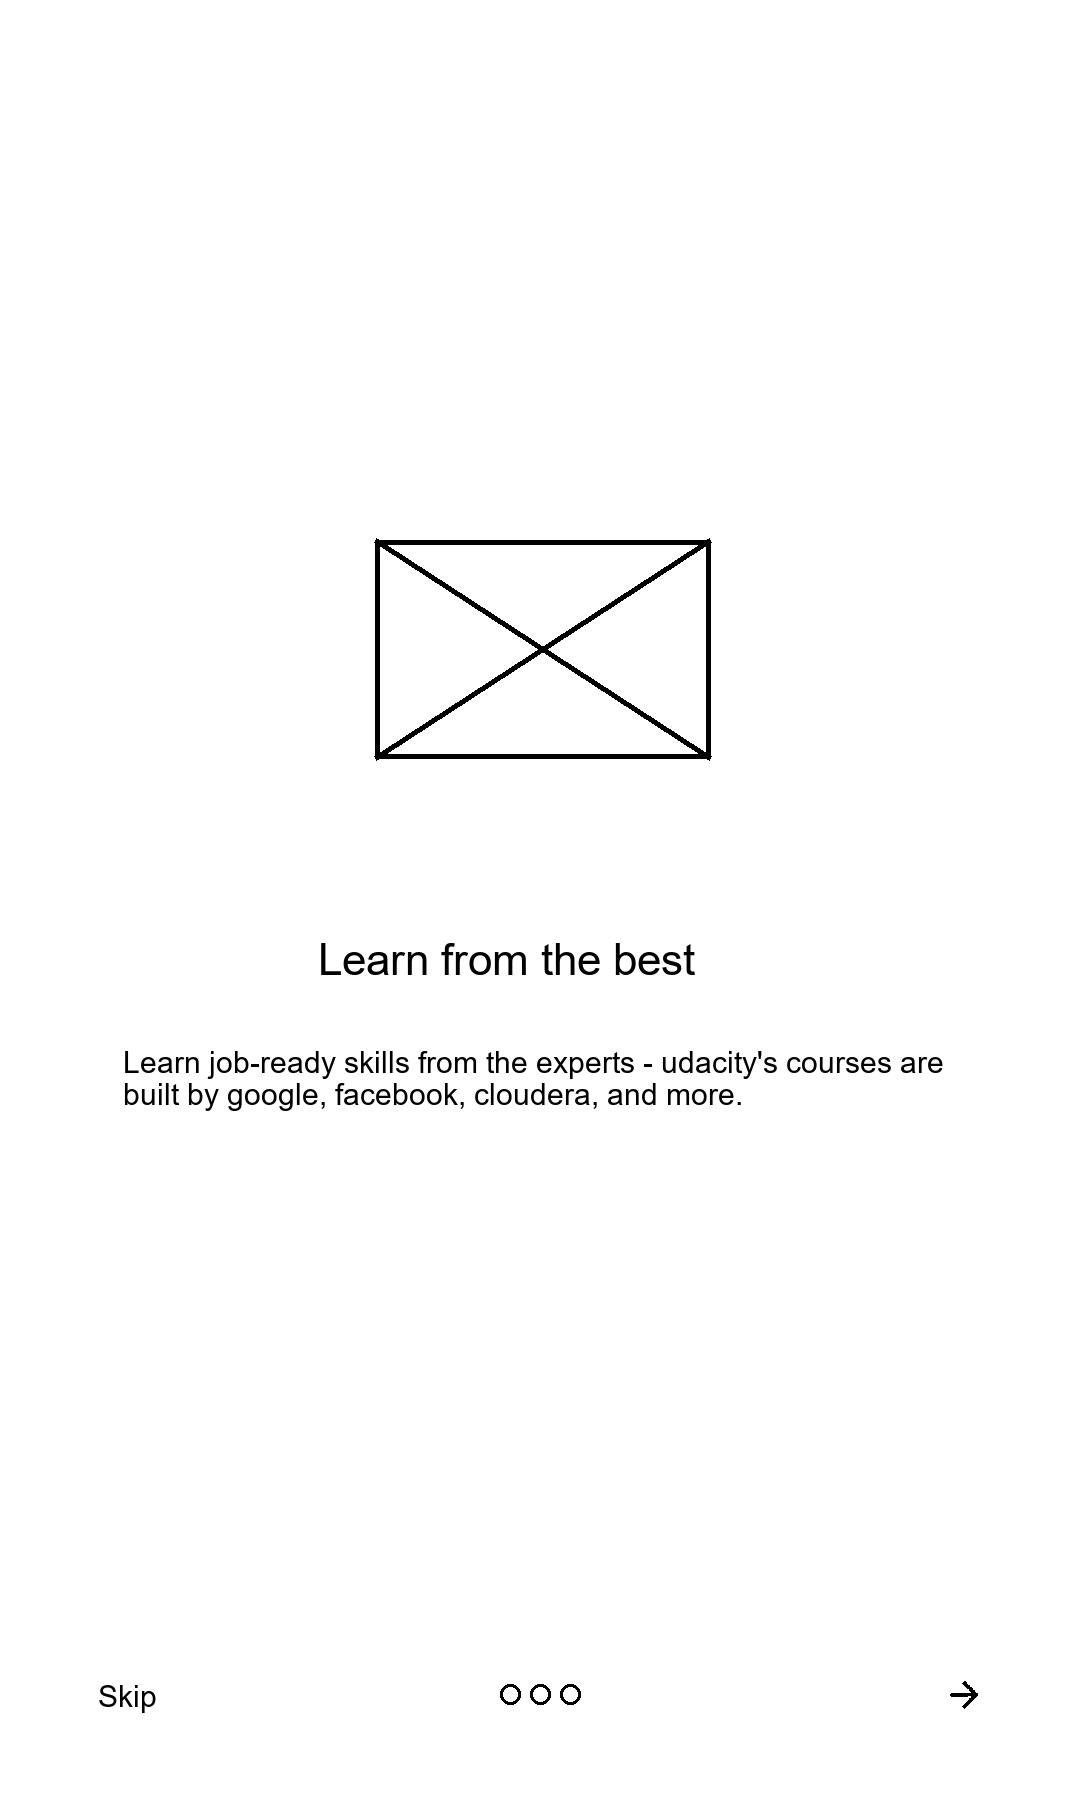 Learn from the best
Learn job-ready skills from the experts - udacity's courses are
built by google, facebook, cloudera, and more.
Skip